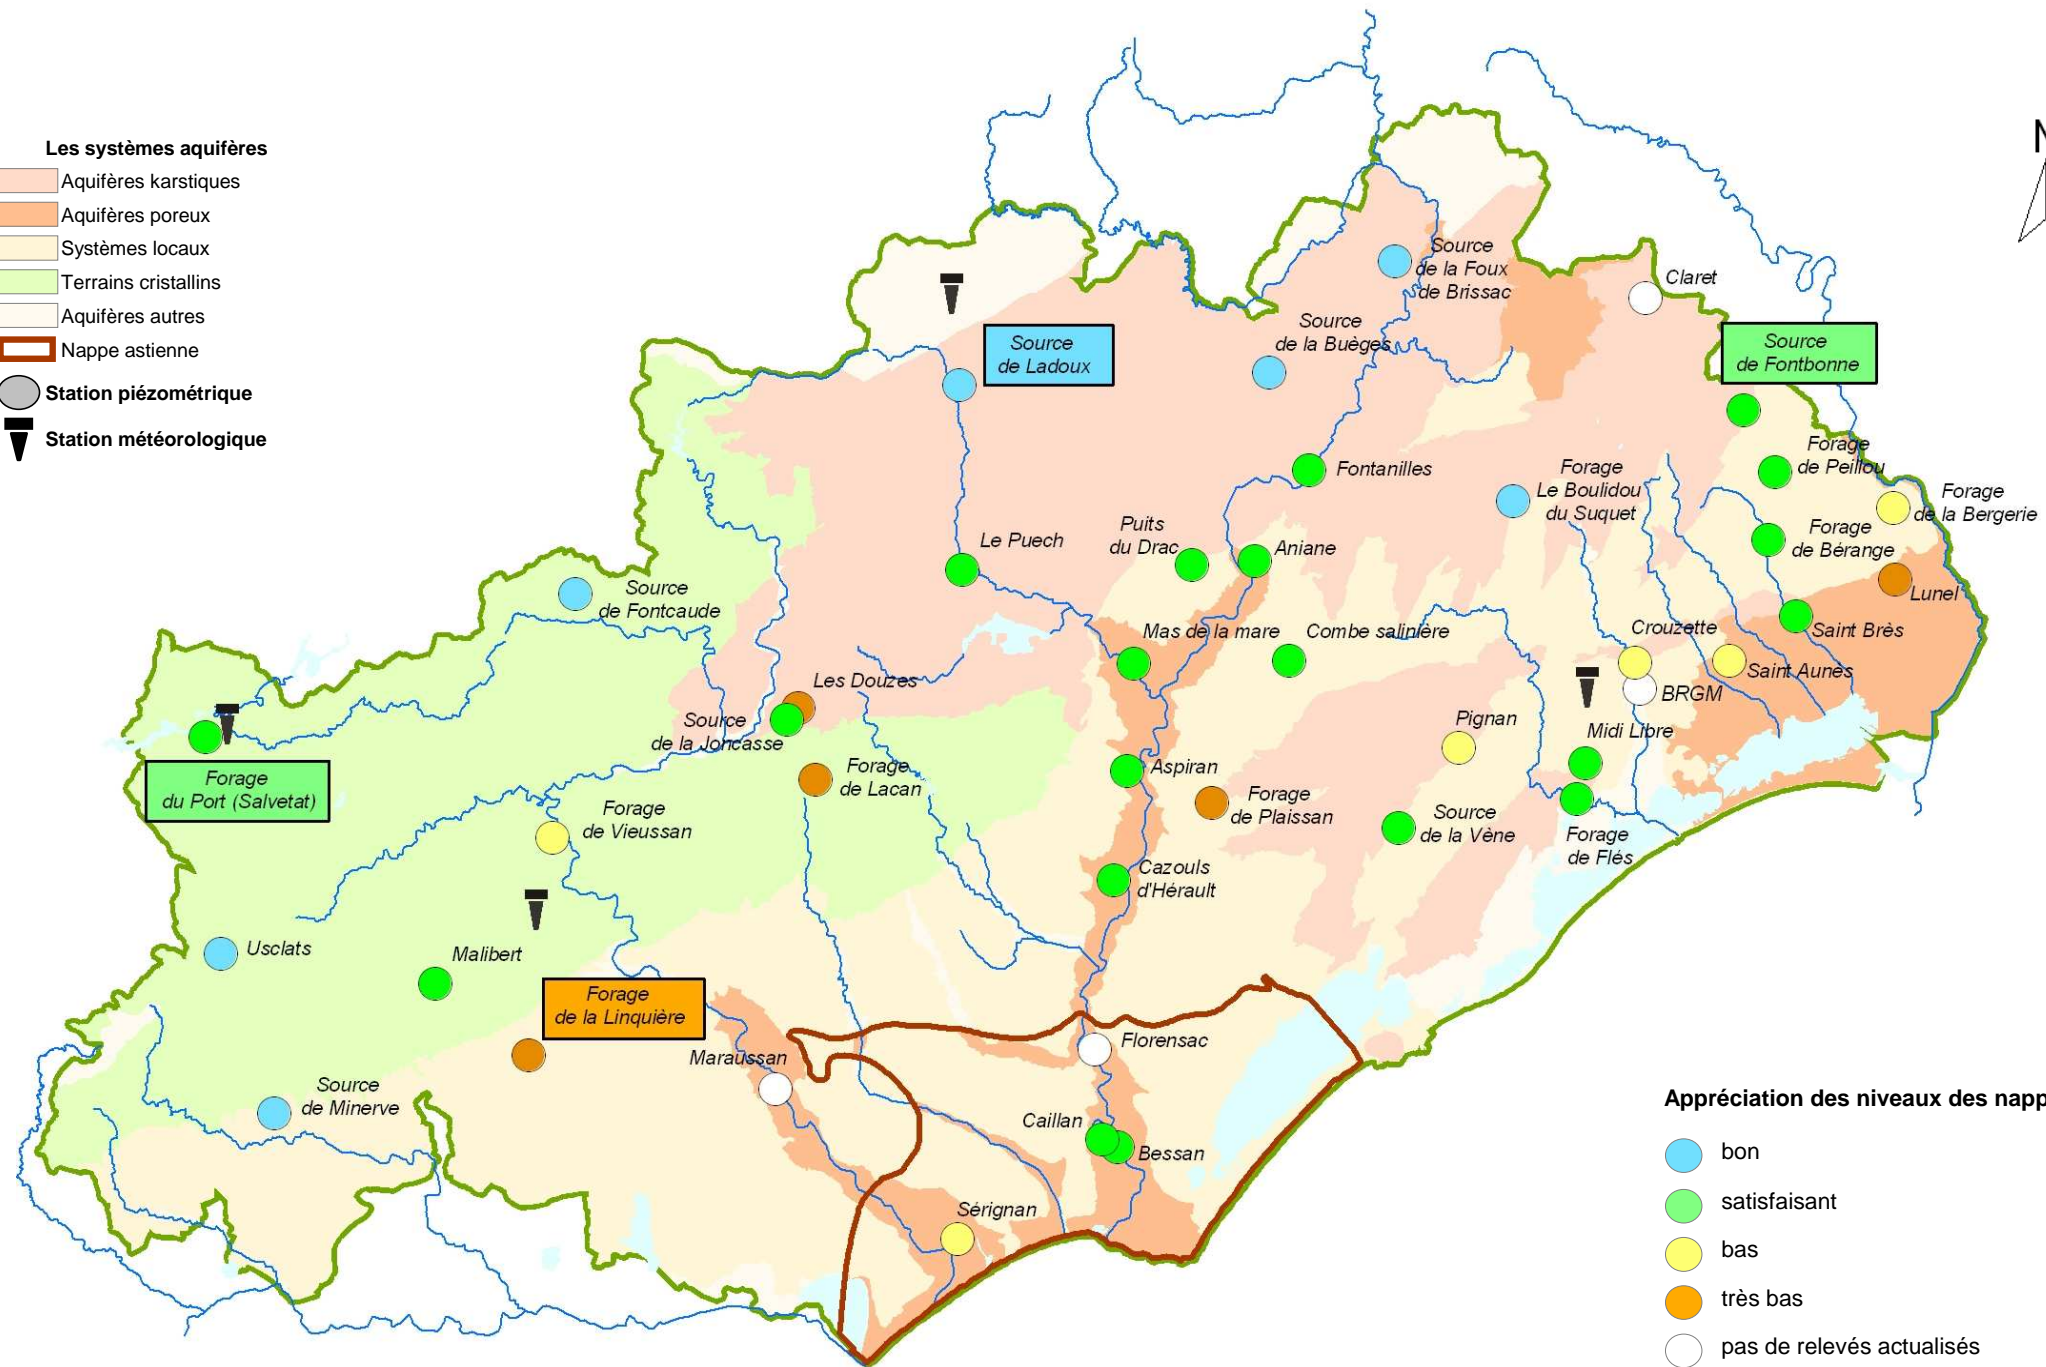 Les systèmes aquifères
Aquifères karstiques
Aquifères poreux
Systèmes locaux
Terrains cristallins
Aquifères autres
Nappe astienne
Station piézométrique
Station météorologique
N
Source
de la Foux
de Brissac
Claret
Source
de la Buèges
Source
de Ladoux
Source
de Fontbonne
Forage
de Peillou
Fontanilles
Forage
Le Boulidou
du Suquet
Forage
de la Bergerie
Puits
du Drac
Le Puech
Aniane
Forage
de Bérange
Source
de Fontcaude
Lunel
Mas de la mare
Combe salinière
Crouzette
Saint Brès
Saint Aunès
Les Douzes
BRGM
Source
de la Joncasse
Pignan
Midi Libre
Forage
du Port (Salvetat)
Forage
de Lacan
Aspiran
Forage
de Plaissan
Forage
de Vieussan
Source
de la Vène
Forage
de Flés
Cazouls
d'Hérault
Usclats
Malibert
Forage
de la Linquière
Maraussan
Florensac
Source
de Minerve
Caillan
Bessan
Sérignan
Appréciation des niveaux des napp
bon
satisfaisant
bas
très bas
pas de relevés actualisés